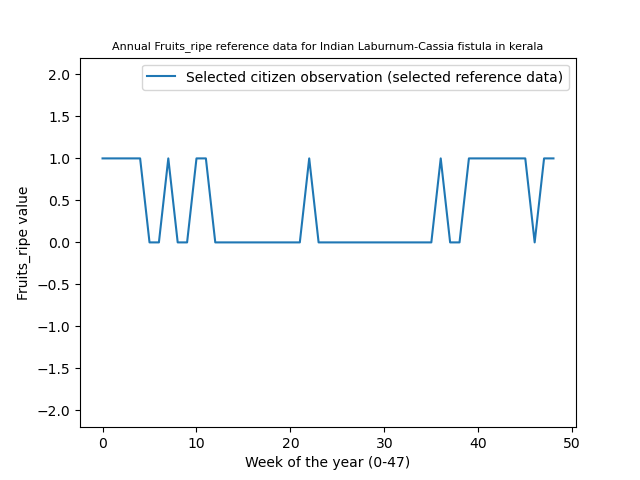 Annual Fruits_ripe reference data for Indian Laburnum-Cassia fistula in kerala
Selected citizen observation (selected reference data)
2.0
1.5
1.0
0.5
0.0
−0.5
−1.0
−1.5
−2.0
Fruits_ripe value
0 10 20 30 40 50
Week of the year (0-47)